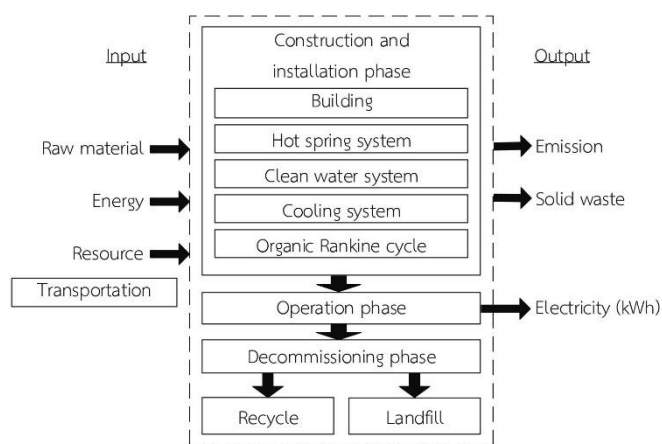 Input
Raw material
Energy
Resource
Transportation
Construction and
installation phase
Building
Hot spring system
Clean water system
Cooling system
Organic Rankine cycle
Operation phase
Decommissioning phase
Recycle
Landfill
Output
Emission
Solid waste
Electricity (kWh)